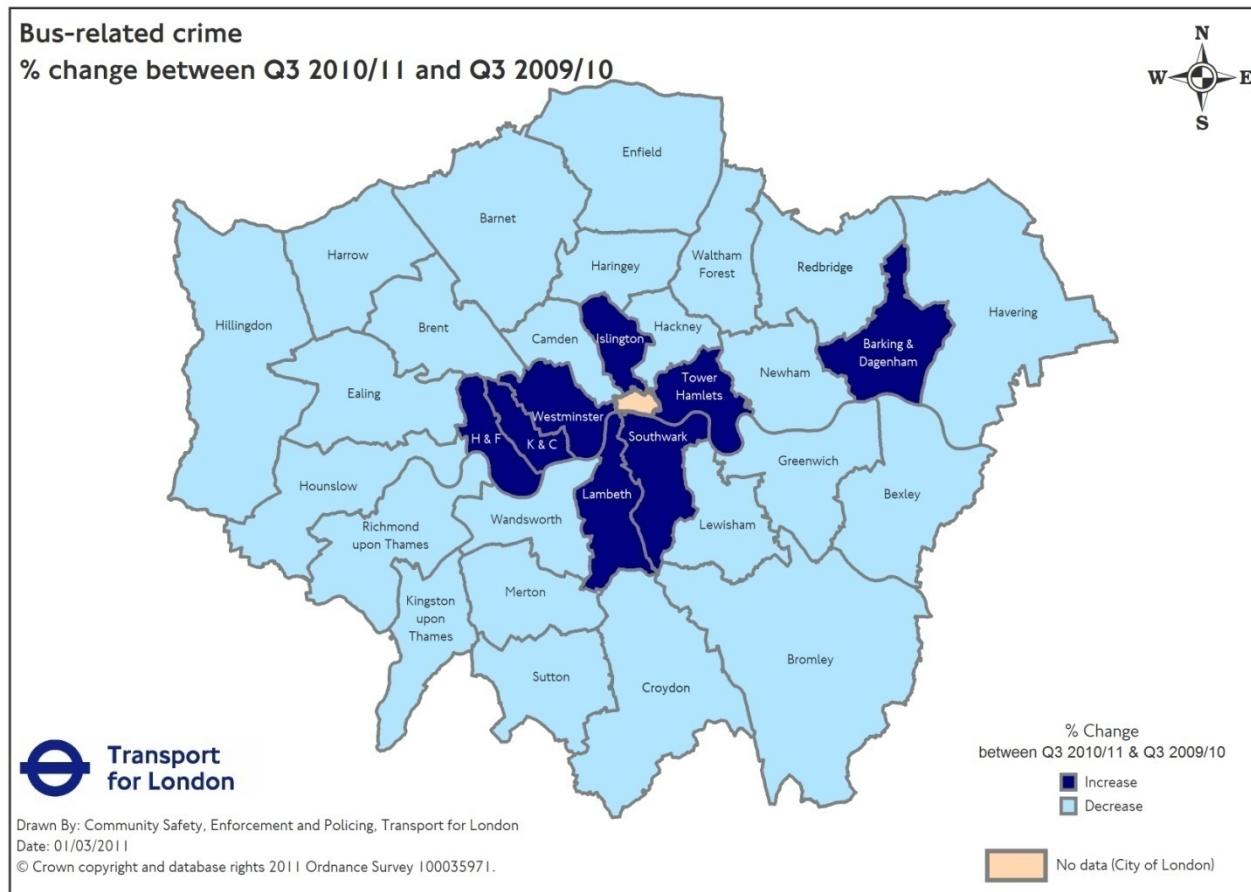 Bus-related crime
% change between Q3 2010/11 and Q3 2009/10
N
W
E
S
Enfield
Barnet
Harrow
Haringey
Waltham
Forest
Redbridge
Havering
Hillingdon
Brent
Camden
Islington
Hackney
Barking &
Dagenham
Ealing
Tower
Hamlets
Newham
Westminster
H & F
K & C
Southwark
Greenwich
Hounslow
Lambeth
Bexley
Richmond
upon Thames
Wandsworth
Lewisham
Kingston
upon
Thames
Merton
Bromley
Sutton
Croydon
Transport
for London
% Change
between Q3 2010/11 & Q3 2009/10
Increase
Decrease
No data (City of London)
Drawn By: Community Safety, Enforcement and Policing, Transport for London
Date: 01/03/2011
© Crown copyright and database rights 2011 Ordnance Survey 100035971.